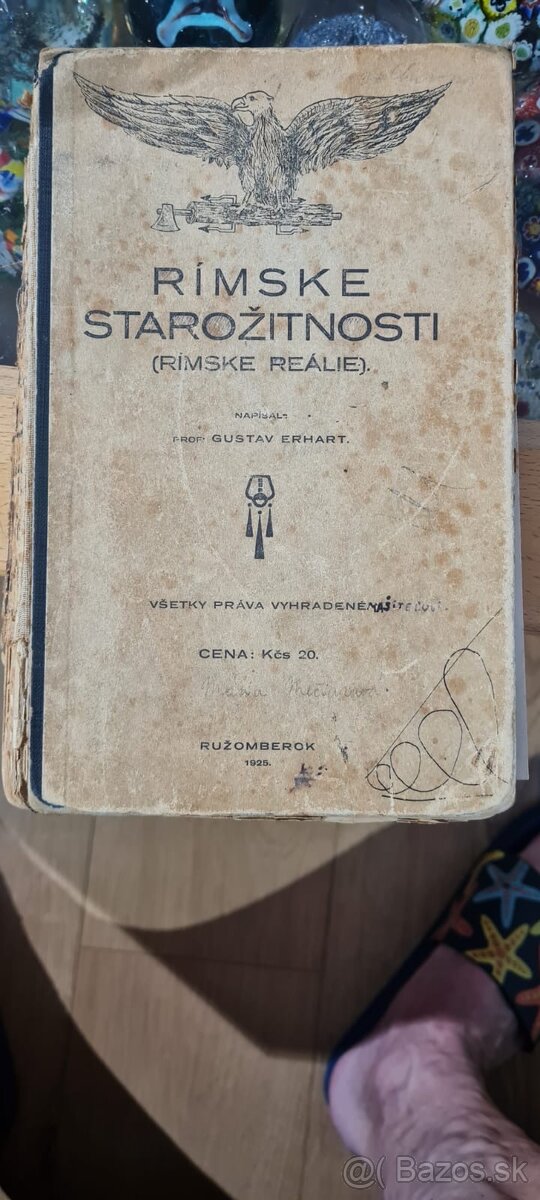 RÍMSKE
STAROŽITNOSTI
(RÍMSKE REÁLIE).
NAPÍSAL:
PROF. GUSTAV ERHART.
VŠETKY PRÁVA VYHRADENÉ
CENA: Kčs 20.
RUŽOMBEROK
1925.
@( Bazos.sk